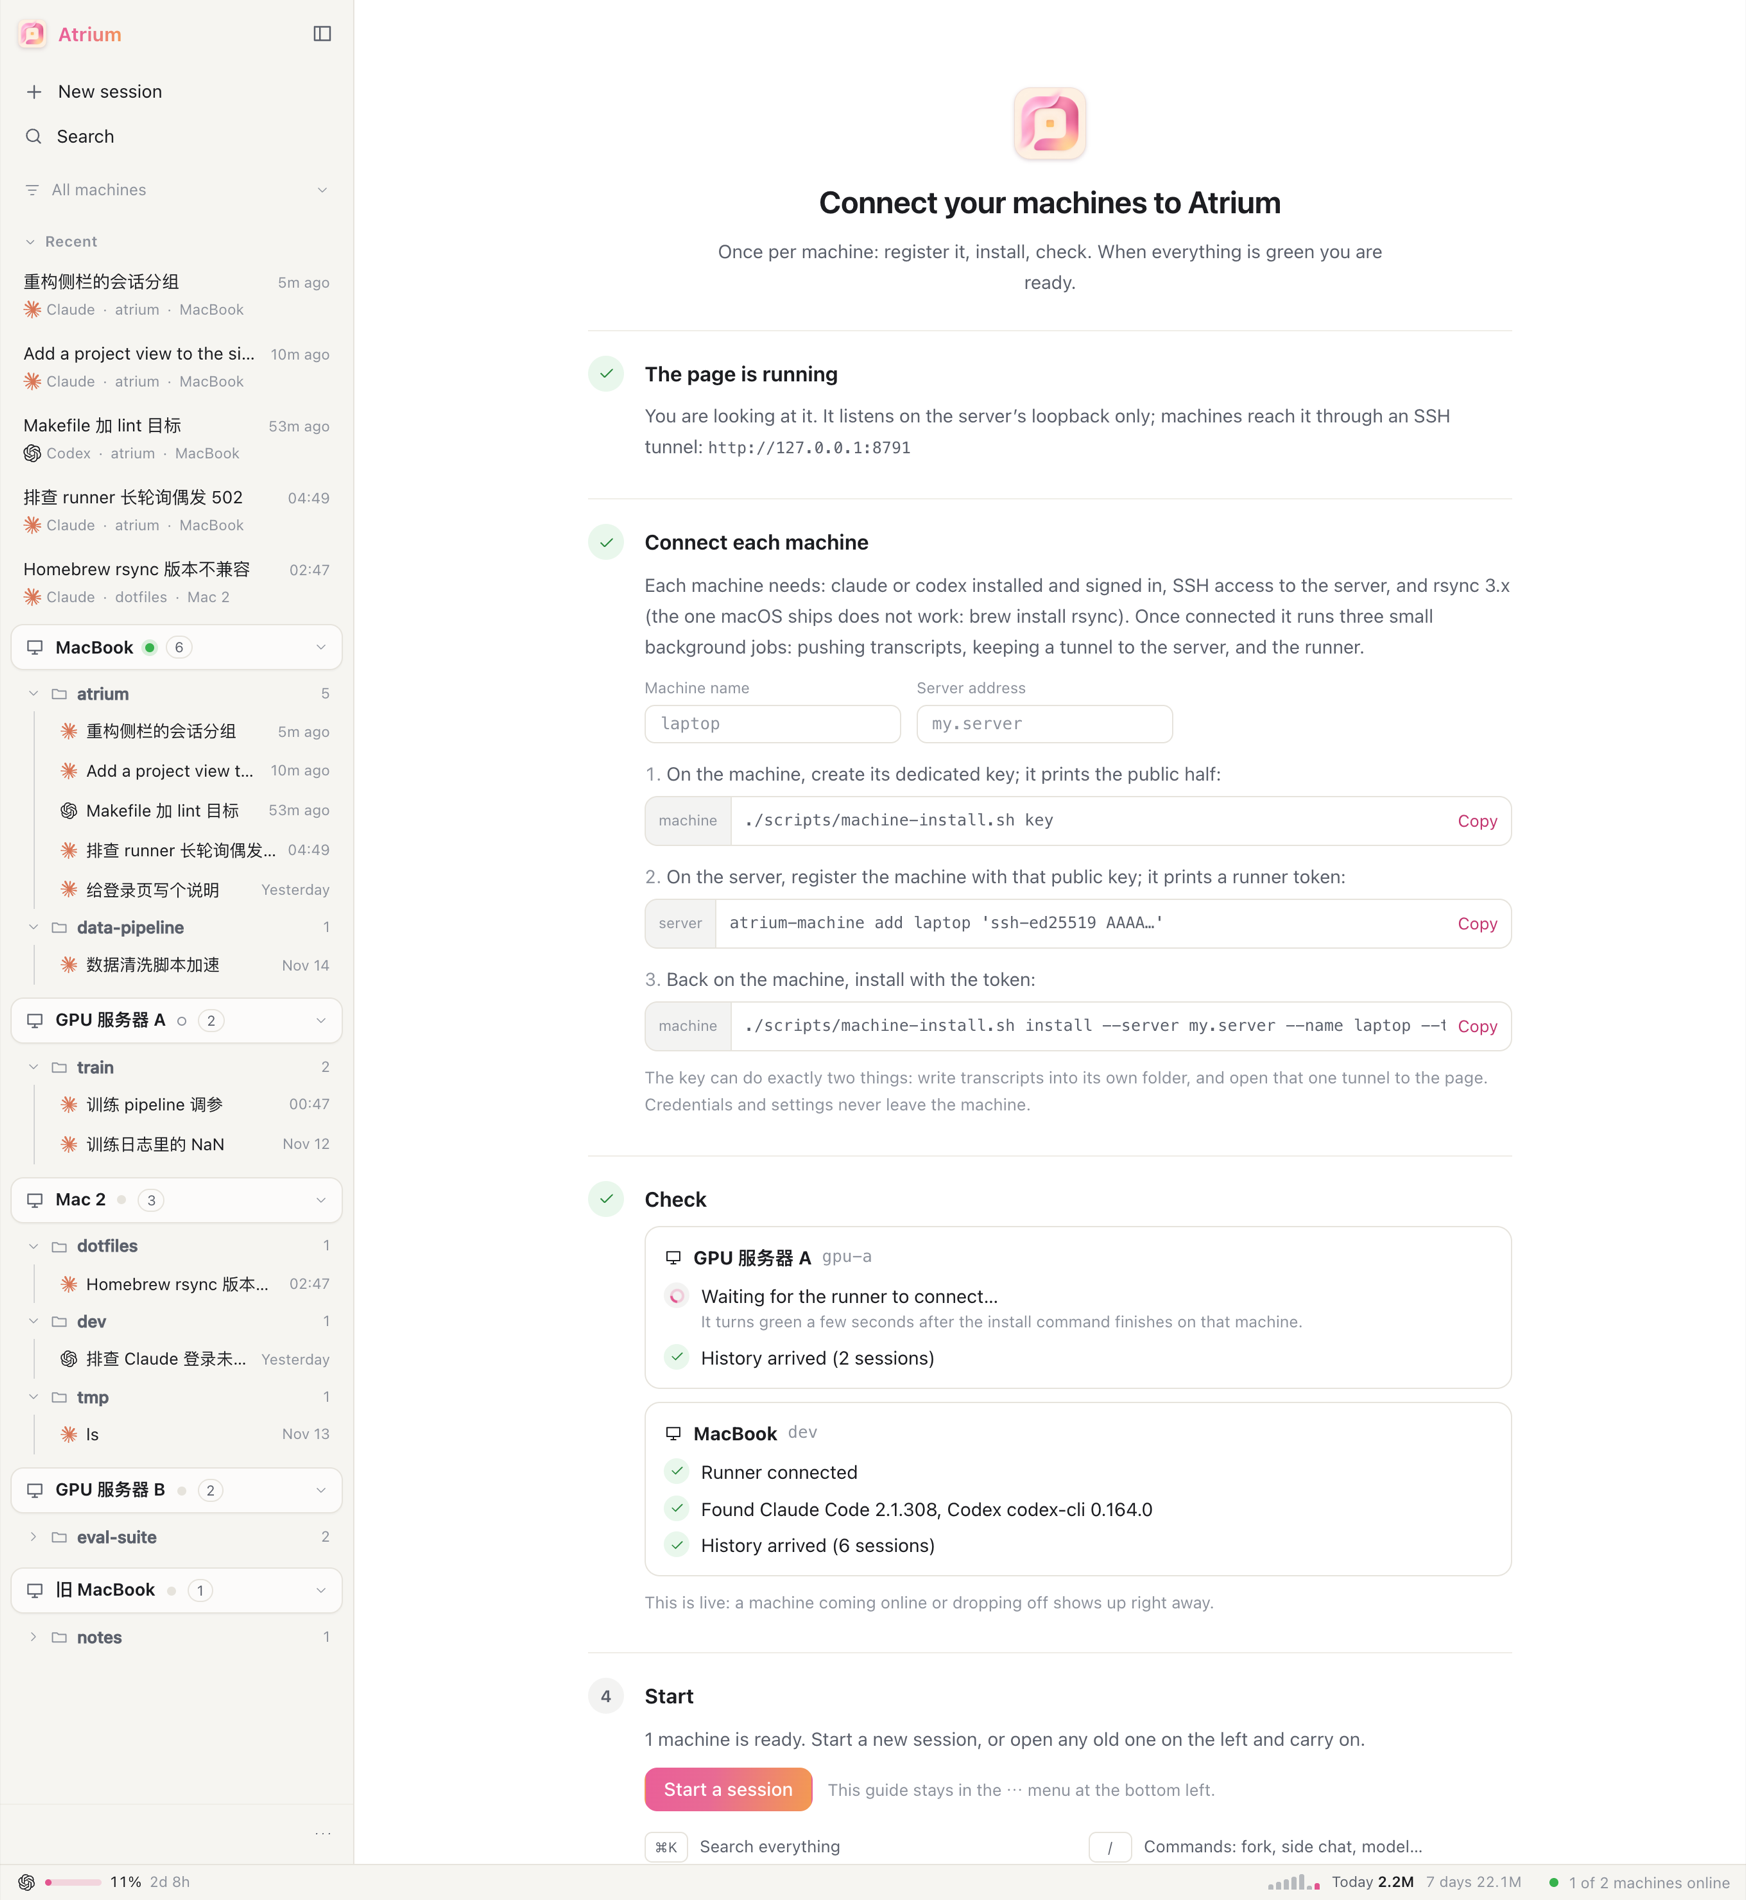 Atrium
New session
Search
All machines
Recent
重构侧栏的会话分组 5m ago
Claude · atrium · MacBook
Add a project view to the si... 10m ago
Claude · atrium · MacBook
Makefile 加 lint 目标 53m ago
Codex · atrium · MacBook
排查 runner 长轮询偶发 502 04:49
Claude · atrium · MacBook
Homebrew rsync 版本不兼容 02:47
Claude · dotfiles · Mac 2
MacBook 6
atrium 5
重构侧栏的会话分组 5m ago
Add a project view t... 10m ago
Makefile 加 lint 目标 53m ago
排查 runner 长轮询偶发... 04:49
给登录页写个说明 Yesterday
data-pipeline 1
数据清洗脚本加速 Nov 14
GPU 服务器 A 2
train 2
训练 pipeline 调参 00:47
训练日志里的 NaN Nov 12
Mac 2 3
dotfiles 1
Homebrew rsync 版本... 02:47
dev 1
排查 Claude 登录未... Yesterday
tmp 1
ls Nov 13
GPU 服务器 B 2
eval-suite 2
旧 MacBook 1
notes 1
...
Connect your machines to Atrium
Once per machine: register it, install, check. When everything is green you are
ready.
The page is running
You are looking at it. It listens on the server’s loopback only; machines reach it through an SSH
tunnel: http://127.0.0.1:8791
Connect each machine
Each machine needs: claude or codex installed and signed in, SSH access to the server, and rsync 3.x
(the one macOS ships does not work: brew install rsync). Once connected it runs three small
background jobs: pushing transcripts, keeping a tunnel to the server, and the runner.
Machine name Server address
laptop my.server
1. On the machine, create its dedicated key; it prints the public half:
machine ./scripts/machine-install.sh key Copy
2. On the server, register the machine with that public key; it prints a runner token:
server atrium-machine add laptop 'ssh-ed25519 AAAA…' Copy
3. Back on the machine, install with the token:
machine ./scripts/machine-install.sh install --server my.server --name laptop --t Copy
The key can do exactly two things: write transcripts into its own folder, and open that one tunnel to the page.
Credentials and settings never leave the machine.
Check
GPU 服务器 A gpu-a
Waiting for the runner to connect…
It turns green a few seconds after the install command finishes on that machine.
History arrived (2 sessions)
MacBook dev
Runner connected
Found Claude Code 2.1.308, Codex codex-cli 0.164.0
History arrived (6 sessions)
This is live: a machine coming online or dropping off shows up right away.
4 Start
1 machine is ready. Start a new session, or open any old one on the left and carry on.
Start a session This guide stays in the ⋯ menu at the bottom left.
⌘K Search everything / Commands: fork, side chat, model…
11% 2d 8h Today 2.2M 7 days 22.1M 1 of 2 machines online